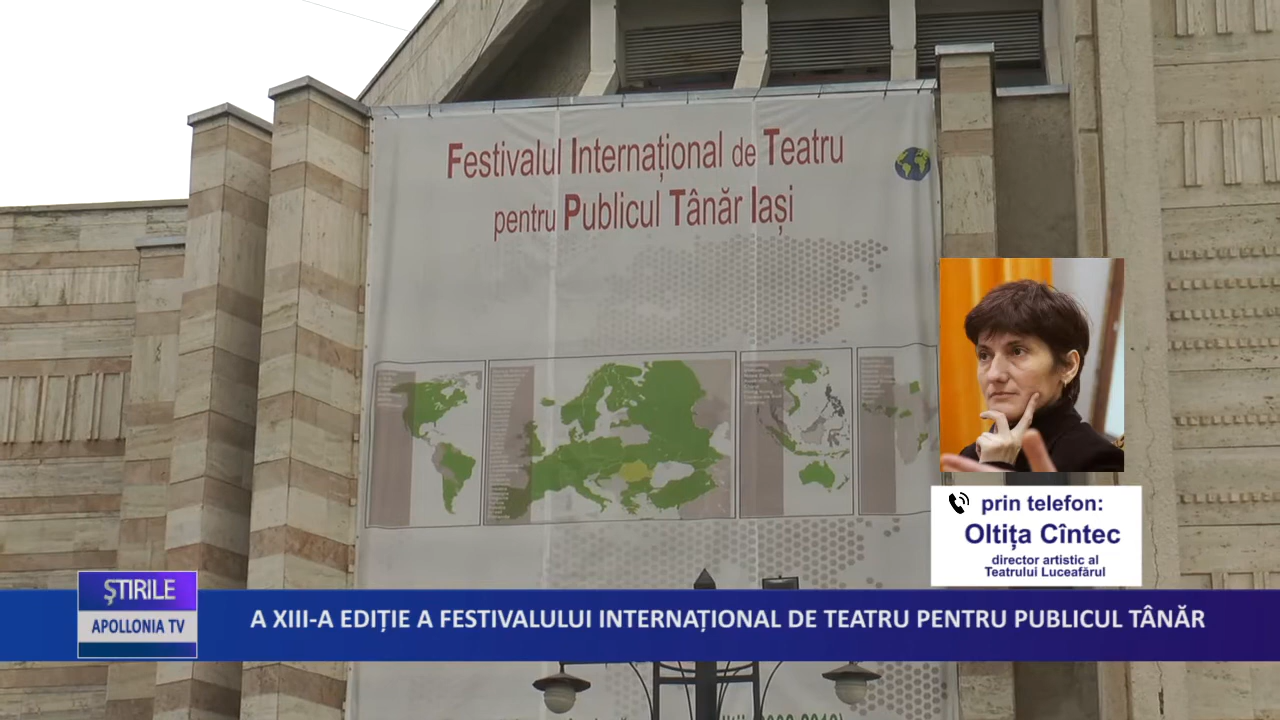 Festivalul Internațional de Teatru
pentru Publicul Tânăr Iași
prin telefon:
Oltița Cîntec
director artistic al
Teatrului Luceafărul
ȘTIRILE
APOLLONIA TV
A XIII-A EDIȚIE A FESTIVALULUI INTERNAȚIONAL DE TEATRU PENTRU PUBLICUL TÂNĂR